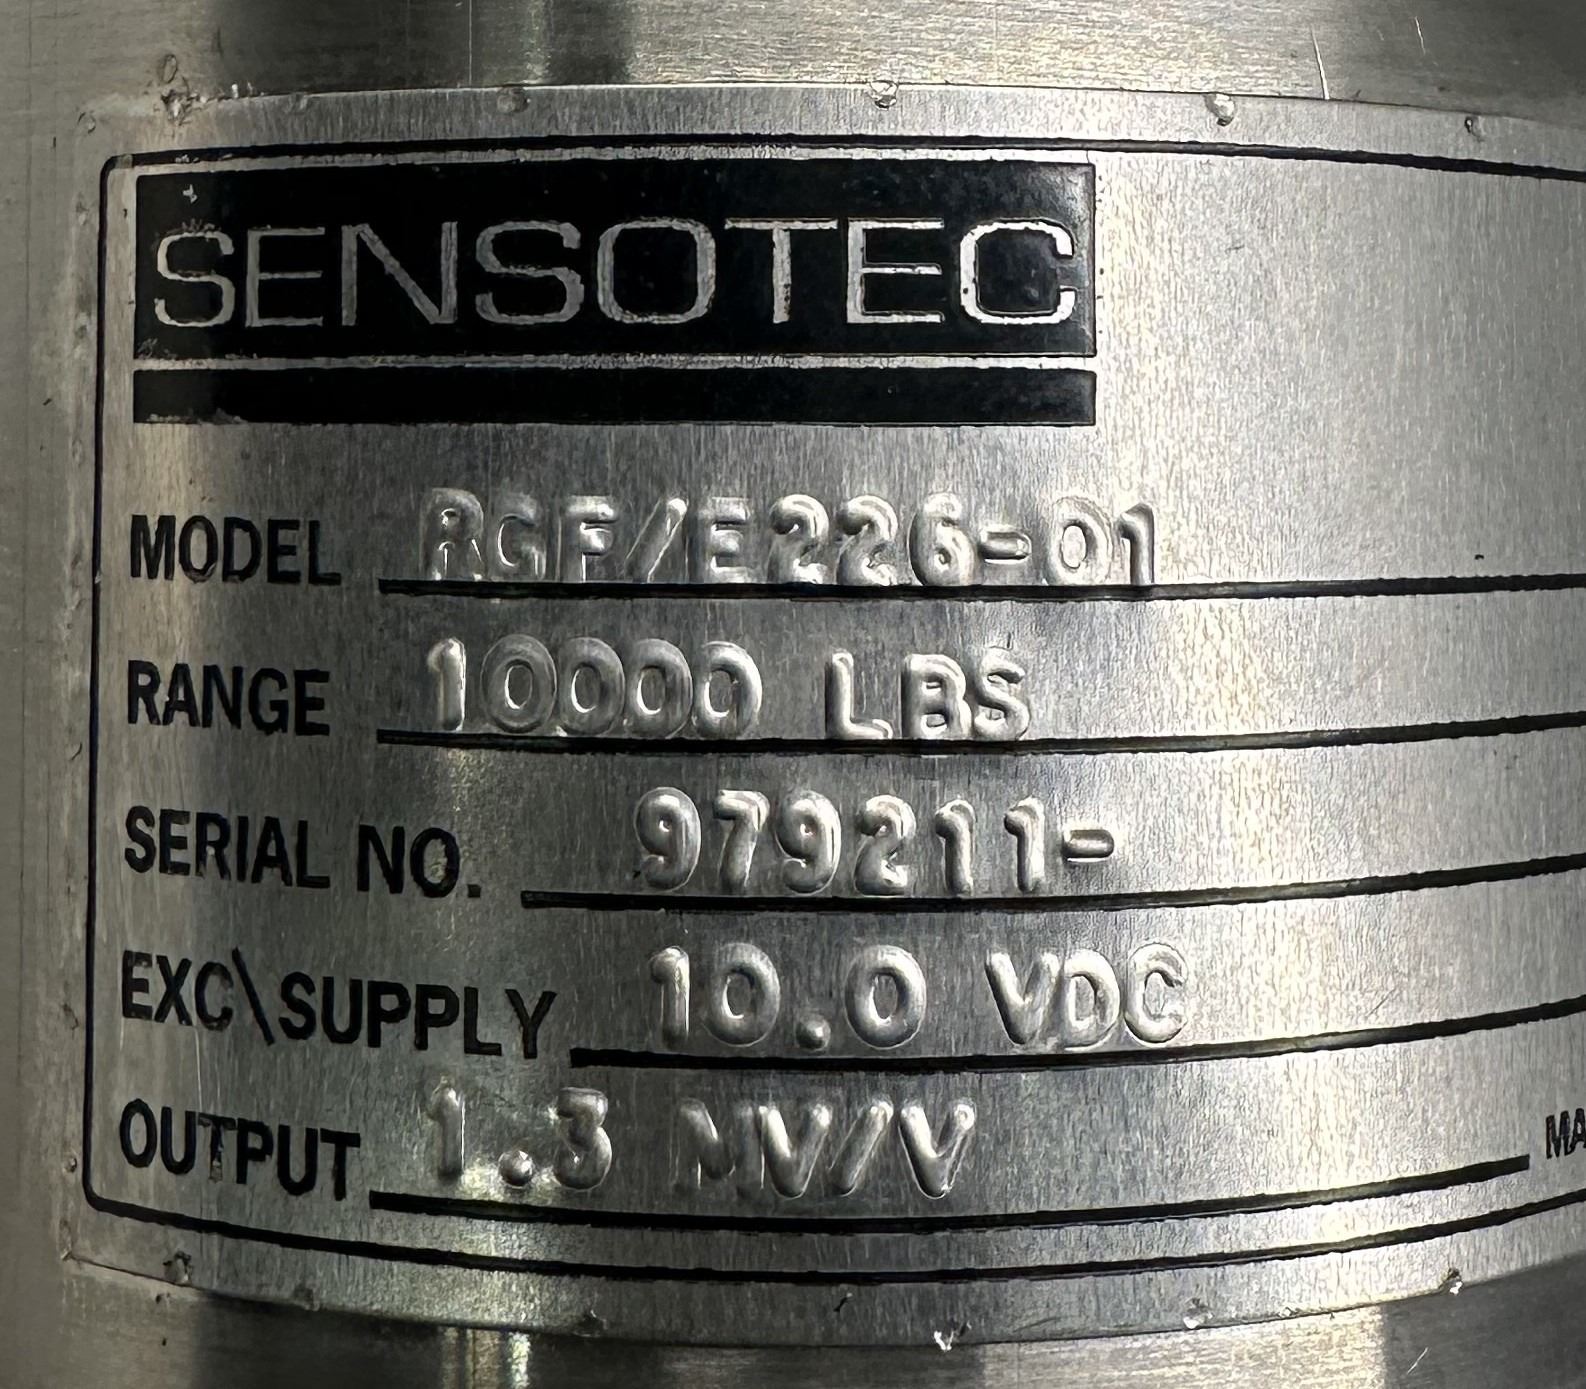 SENSOTEC
MODEL RGF/E226-01
RANGE 10000 LBS
SERIAL NO. 979211-
EXC\SUPPLY 10.0 VDC
OUTPUT 1.3 MV/V